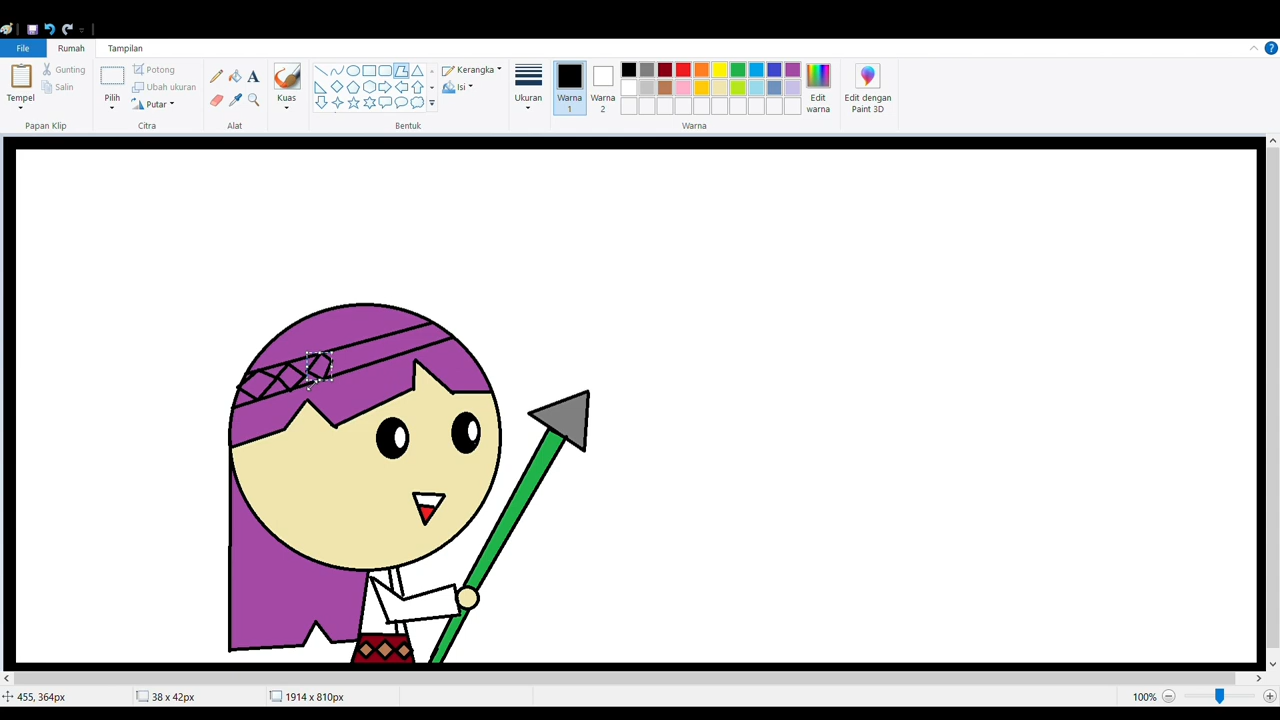 File Rumah Tampilan
Tempel
Gunting
Salin
Papan Klip
Pilih
Potong
Ubah ukuran
Putar
Citra
A
Alat
Kuas
Kerangka
Isi
Bentuk
Ukuran
Warna
1
Warna
2
Edit
warna
Warna
Edit dengan
Paint 3D
455, 364px 38 x 42px 1914 x 810px 100%